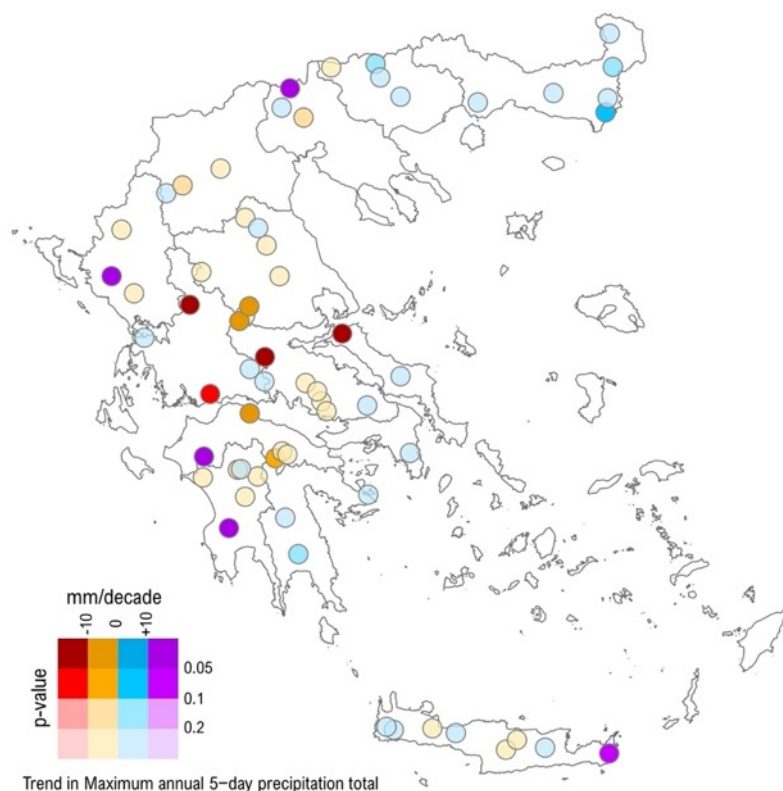 mm/decade
-10
0
+10
0.05
0.1
0.2
p-value
Trend in Maximum annual 5-day precipitation total